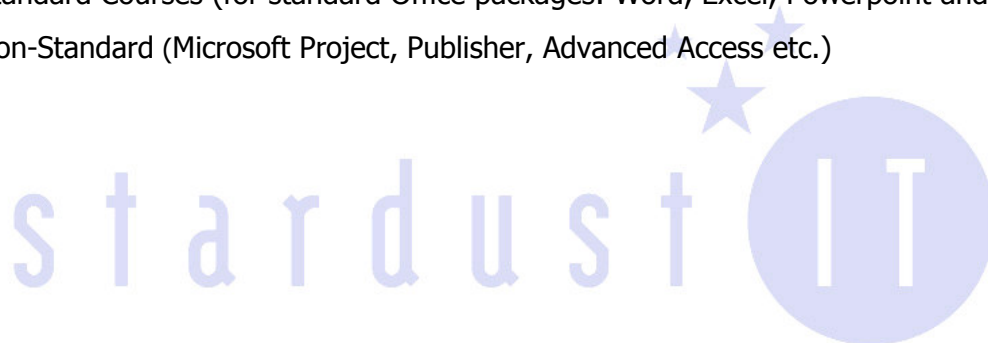 tandard Courses (for standard Office packages: Word, Excel, Powerpoint and
on-Standard (Microsoft Project, Publisher, Advanced Access etc.)
stardust IT